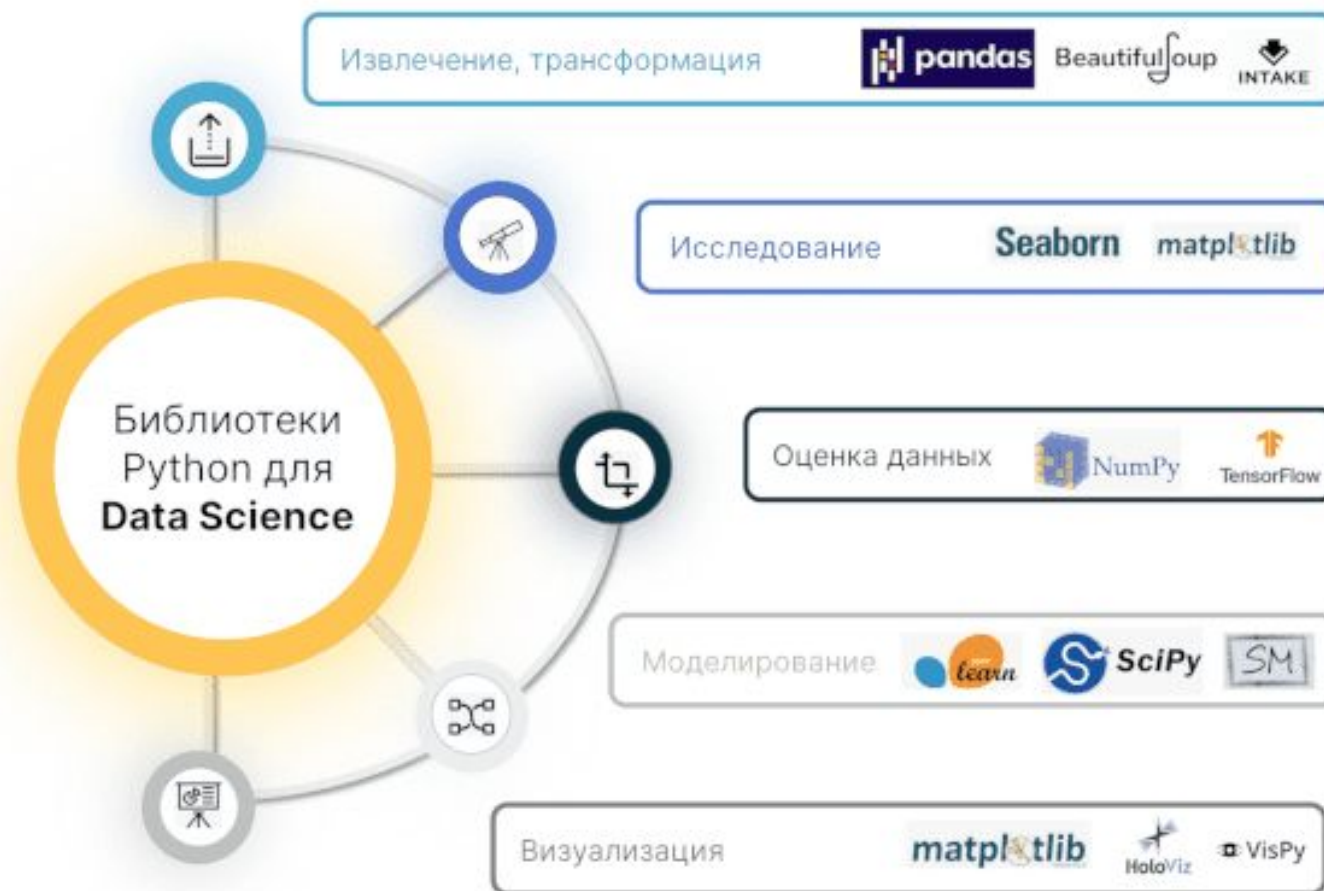 Извлечение, трансформация
pandas
BeautifulSoup
INTAKE
Исследование
Seaborn
matplotlib
Библиотеки
Python для
Data Science
Оценка данных
NumPy
TensorFlow
Моделирование
learn
SciPy
SM
Визуализация
matplotlib
HoloViz
VisPy